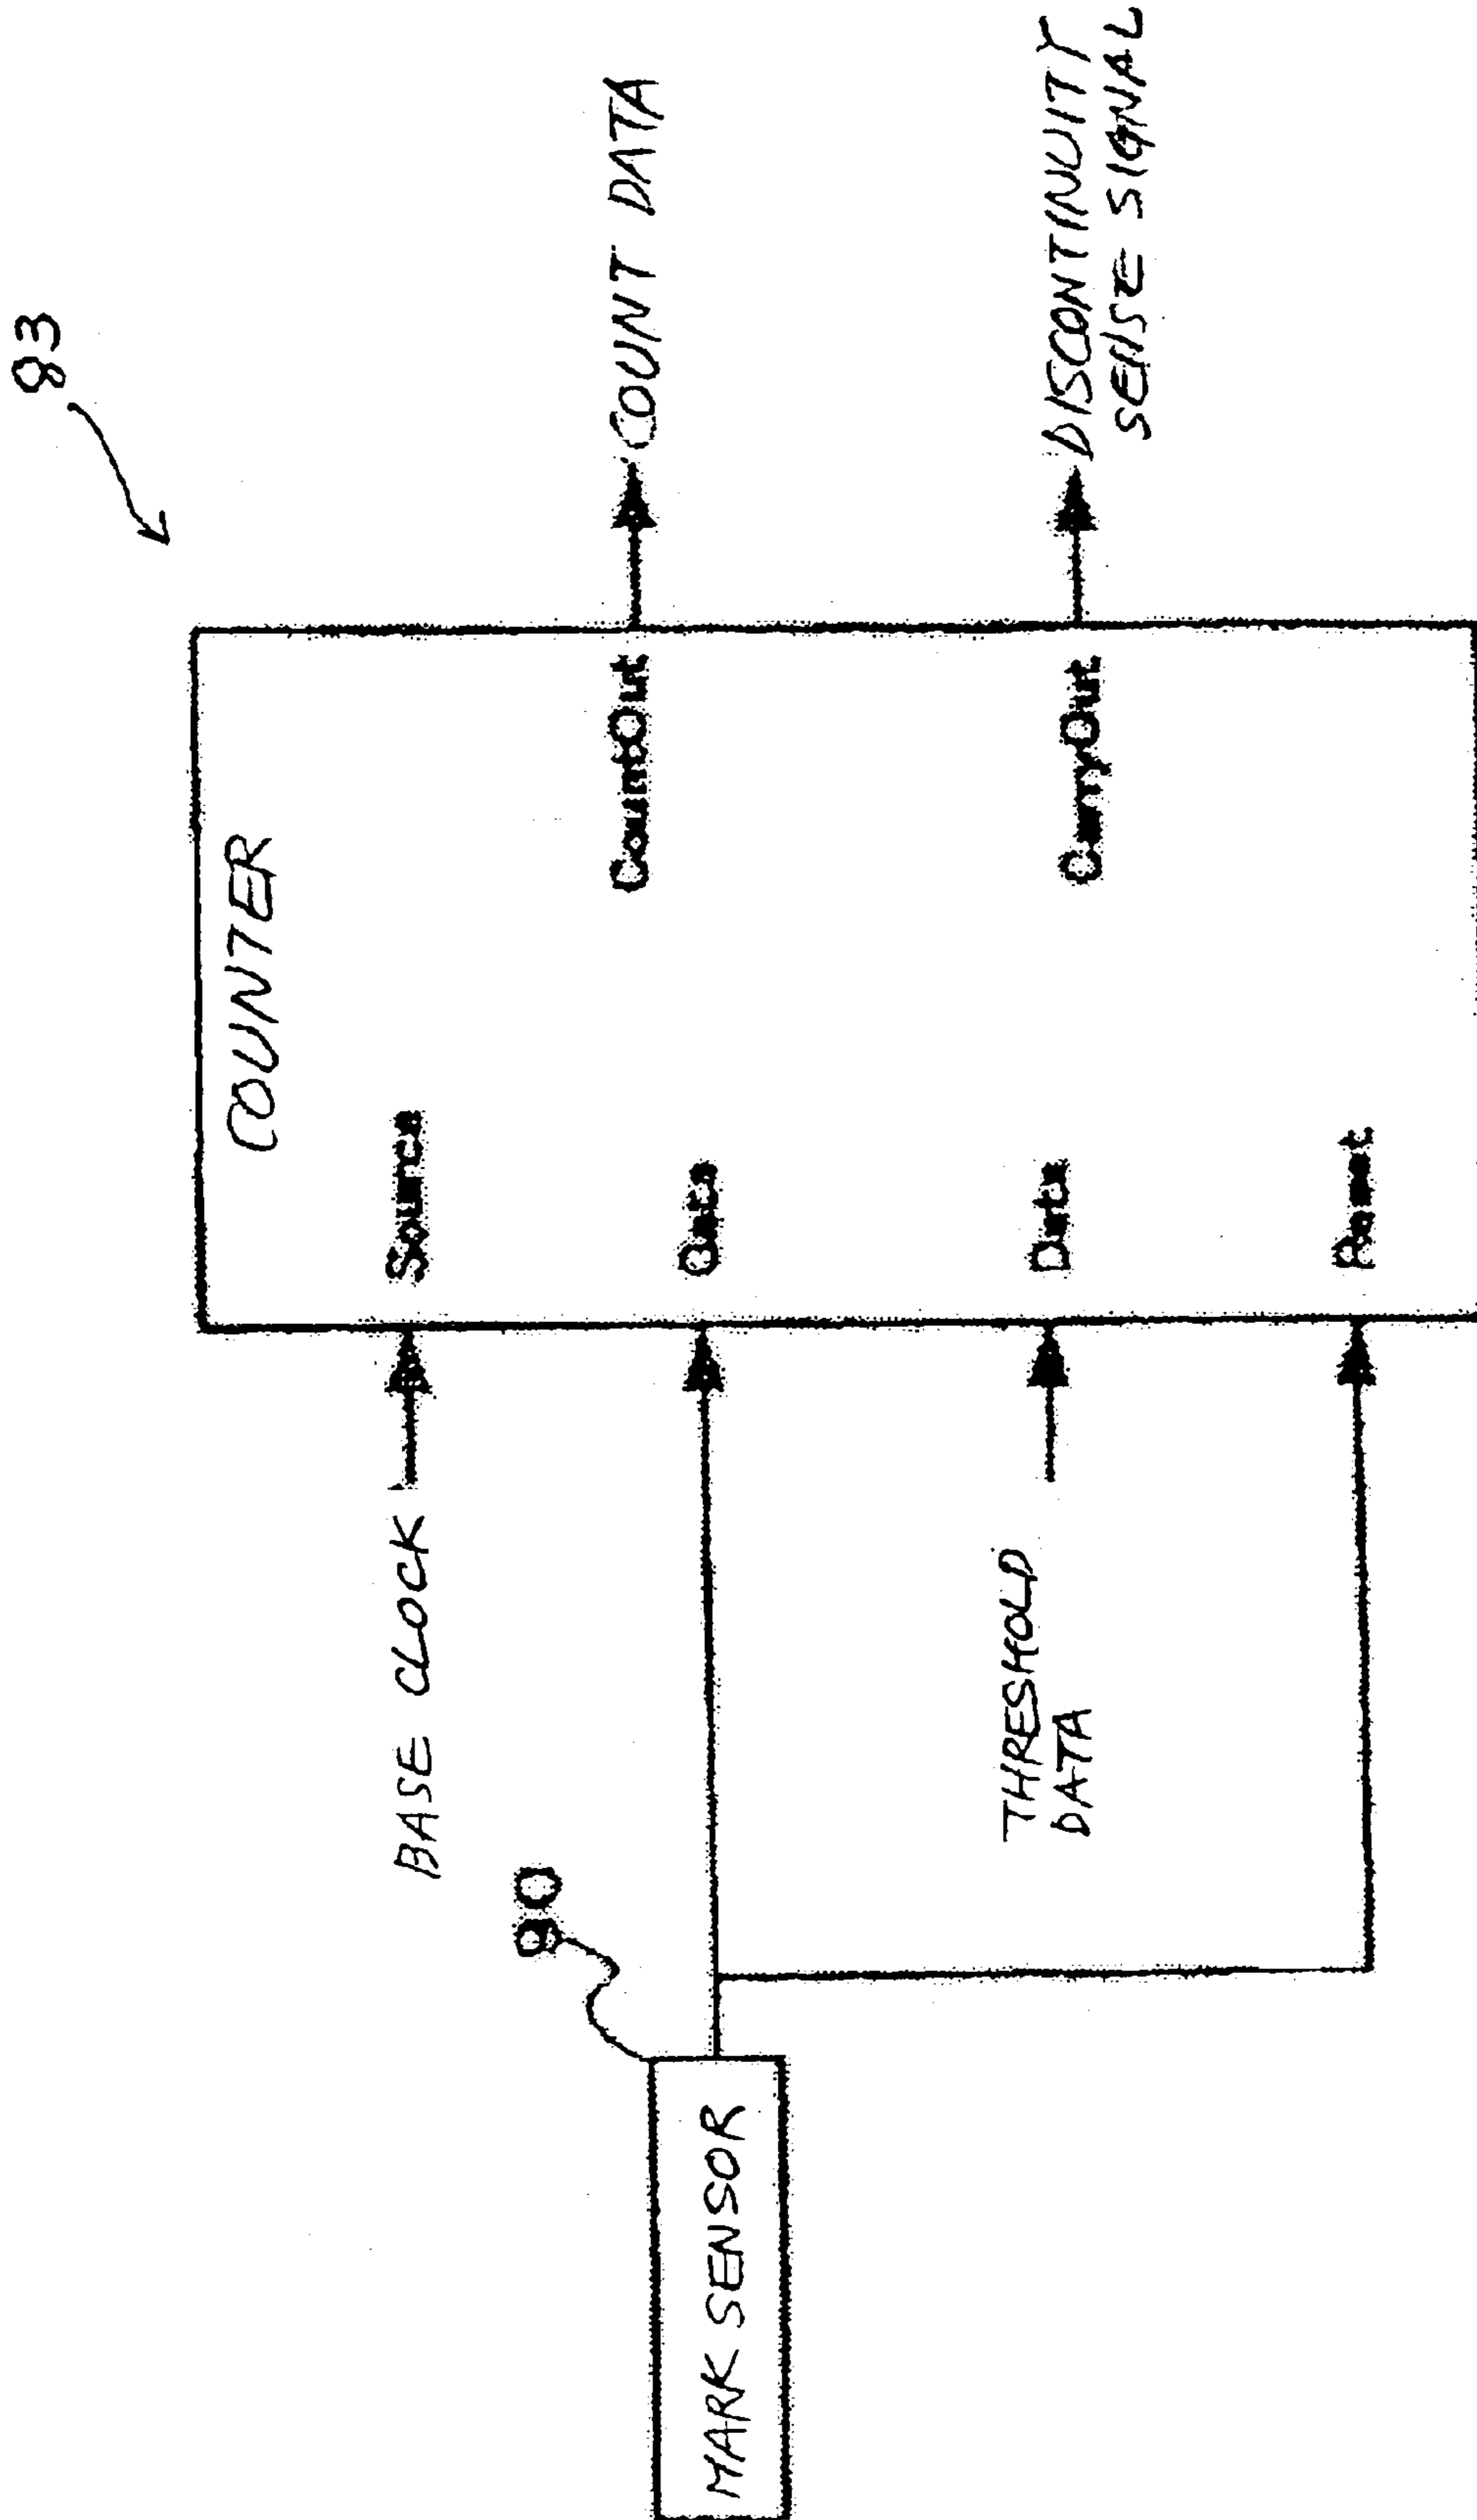 83
COUNTER
BASE CLOCK
Source
CountOut
COUNT DATA
90
MARK SENSOR
Gate
THRESHOLD
DATA
Data
CarryOut
DISCONTINUITY
SENSE SIGNAL
Reset